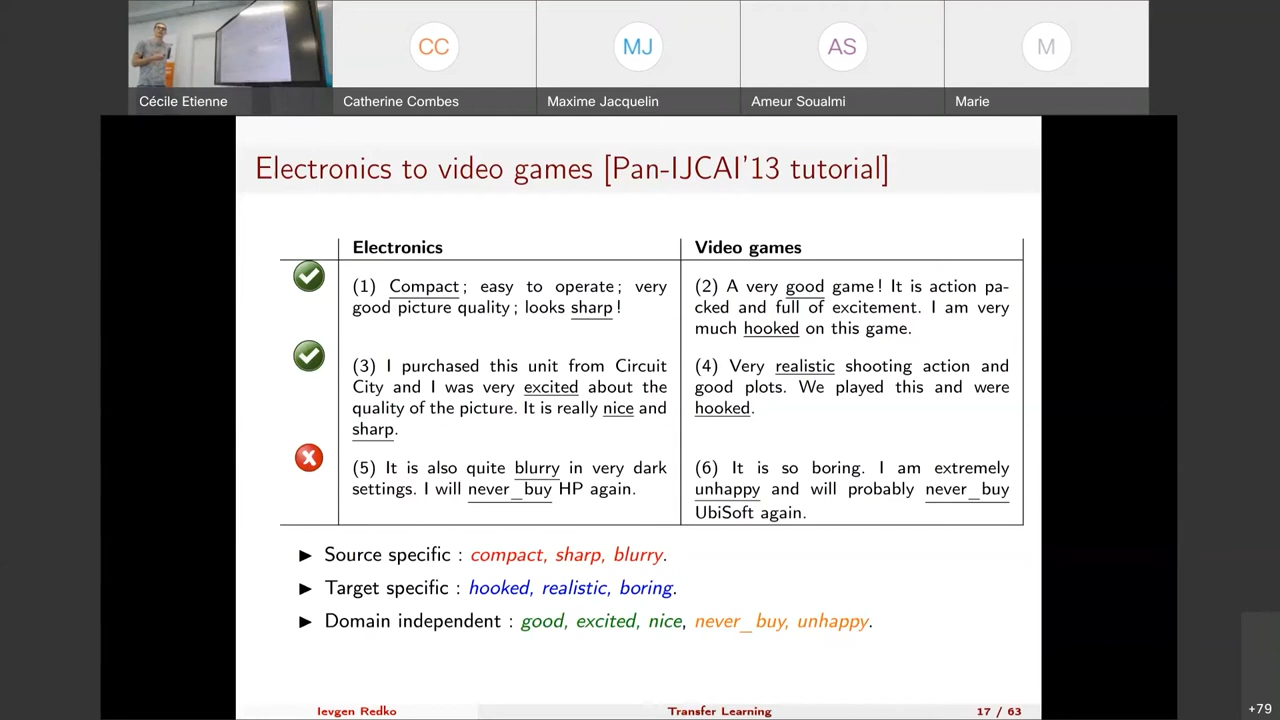 CC
MJ
AS
M
Cécile Etienne
Catherine Combes
Maxime Jacquelin
Ameur Soualmi
Marie
Electronics to video games [Pan-IJCAI'13 tutorial]
Electronics
Video games
(1) Compact ; easy to operate ; very
good picture quality ; looks sharp !
(2) A very good game ! It is action pa-
cked and full of excitement. I am very
much hooked on this game.
(3) I purchased this unit from Circuit
City and I was very excited about the
quality of the picture. It is really nice and
sharp.
(4) Very realistic shooting action and
good plots. We played this and were
hooked.
(5) It is also quite blurry in very dark
settings. I will never_buy HP again.
(6) It is so boring. I am extremely
unhappy and will probably never_buy
UbiSoft again.
► Source specific : compact, sharp, blurry.
► Target specific : hooked, realistic, boring.
► Domain independent : good, excited, nice, never_buy, unhappy.
Ievgen Redko
Transfer Learning
17 / 63
+79